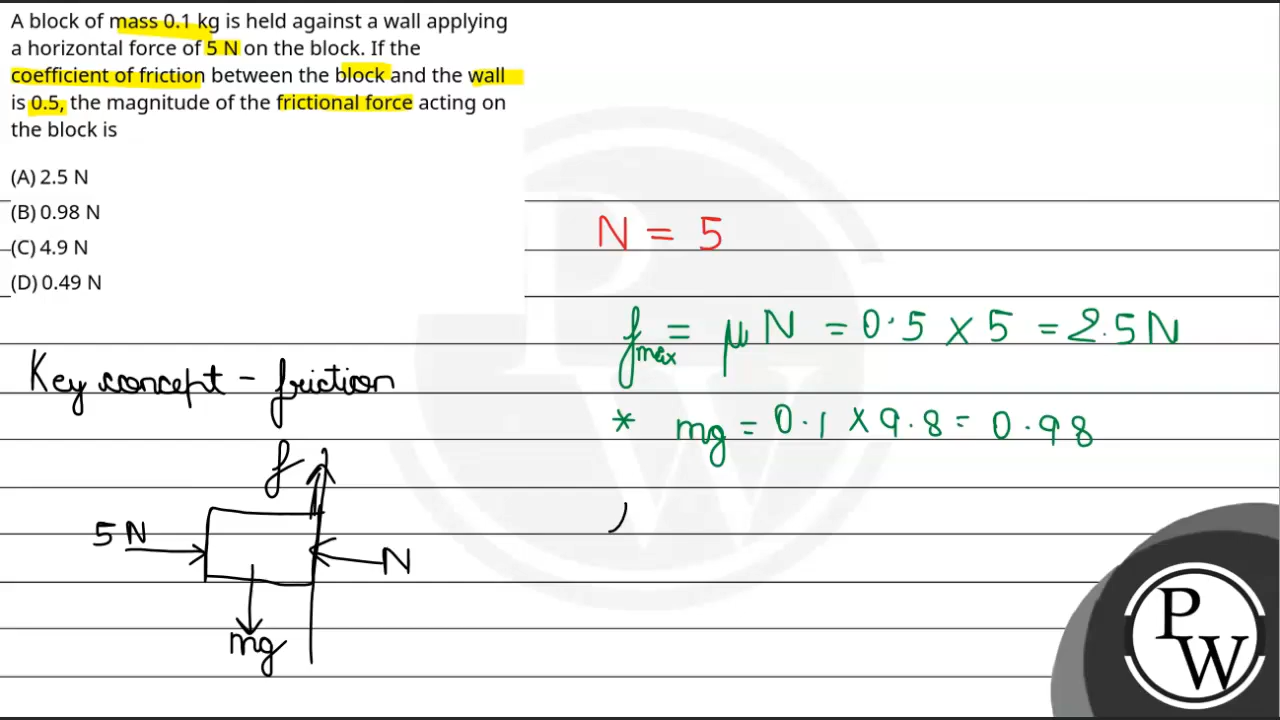 A block of mass 0.1 kg is held against a wall applying
a horizontal force of 5 N on the block. If the
coefficient of friction between the block and the wall
is 0.5, the magnitude of the frictional force acting on
the block is
(A) 2.5 N
(B) 0.98 N
(C) 4.9 N
(D) 0.49 N
Key concept - friction
f
5 N
N
mg
N = 5
fmax = μ N = 0.5 × 5 = 2.5 N
* mg = 0.1 × 9.8 = 0.98
PW
PW